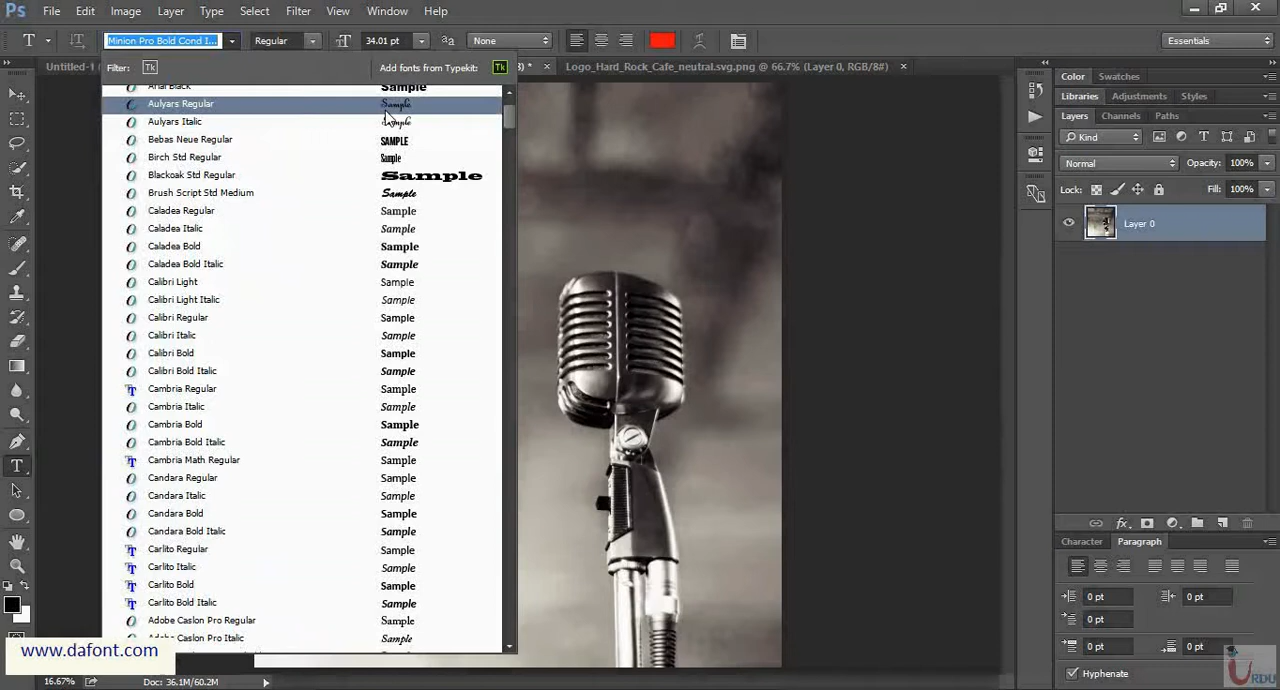 Ps File Edit Image Layer Type Select Filter View Window Help
Minion Pro Bold Cond I... Regular 34.01 pt None Essentials
Filter: Add fonts from Typekit:
Untitled-1
Logo_Hard_Rock_Cafe_neutral.svg.png @ 66.7% (Layer 0, RGB/8#)
Arial Black Sample
Aulyars Regular Sample
Aulyars Italic Sample
Bebas Neue Regular SAMPLE
Birch Std Regular Sample
Blackoak Std Regular Sample
Brush Script Std Medium Sample
Caladea Regular Sample
Caladea Italic Sample
Caladea Bold Sample
Caladea Bold Italic Sample
Calibri Light Sample
Calibri Light Italic Sample
Calibri Regular Sample
Calibri Italic Sample
Calibri Bold Sample
Calibri Bold Italic Sample
Cambria Regular Sample
Cambria Italic Sample
Cambria Bold Sample
Cambria Bold Italic Sample
Cambria Math Regular Sample
Candara Regular Sample
Candara Italic Sample
Candara Bold Sample
Candara Bold Italic Sample
Carlito Regular Sample
Carlito Italic Sample
Carlito Bold Sample
Carlito Bold Italic Sample
Adobe Caslon Pro Regular Sample
Adobe Caslon Pro Italic Sample
Color Swatches
Libraries Adjustments Styles
Layers Channels Paths
Kind
Normal Opacity: 100%
Lock: Fill: 100%
Layer 0
Character Paragraph
0 pt 0 pt
0 pt
0 pt 0 pt
Hyphenate
www.dafont.com
16.67% Doc: 36.1M/60.2M
URDU